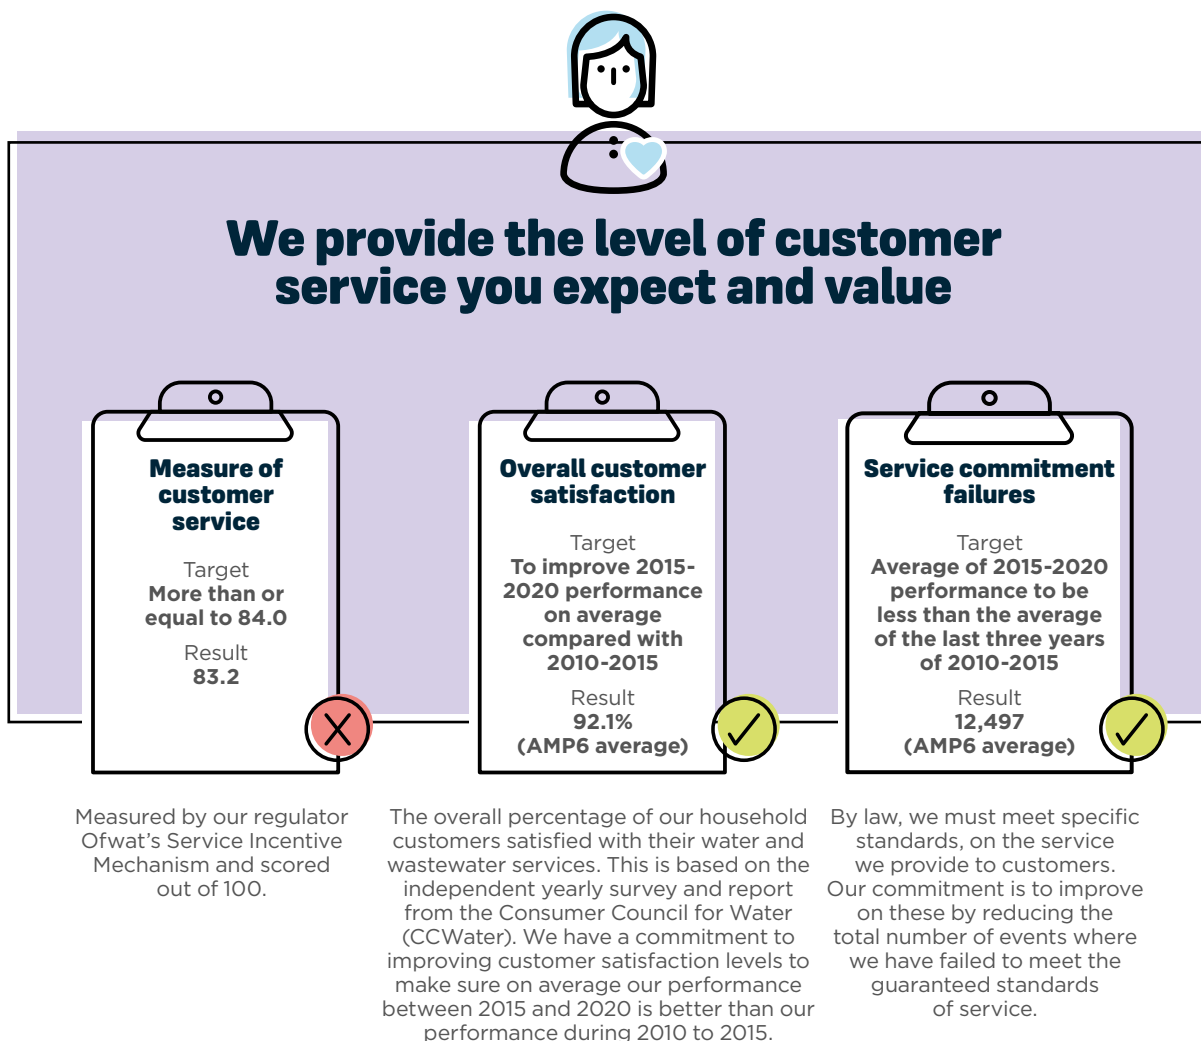 We provide the level of customer
service you expect and value
Measure of
customer
service
Target
More than or
equal to 84.0
Result
83.2
Overall customer
satisfaction
Target
To improve 2015-
2020 performance
on average
compared with
2010-2015
Result
92.1%
(AMP6 average)
Service commitment
failures
Target
Average of 2015-2020
performance to be
less than the average
of the last three years
of 2010-2015
Result
12,497
(AMP6 average)
Measured by our regulator
Ofwat's Service Incentive
Mechanism and scored
out of 100.
The overall percentage of our household
customers satisfied with their water and
wastewater services. This is based on the
independent yearly survey and report
from the Consumer Council for Water
(CCWater). We have a commitment to
improving customer satisfaction levels to
make sure on average our performance
between 2015 and 2020 is better than our
performance during 2010 to 2015.
By law, we must meet specific
standards, on the service
we provide to customers.
Our commitment is to improve
on these by reducing the
total number of events where
we have failed to meet the
guaranteed standards
of service.